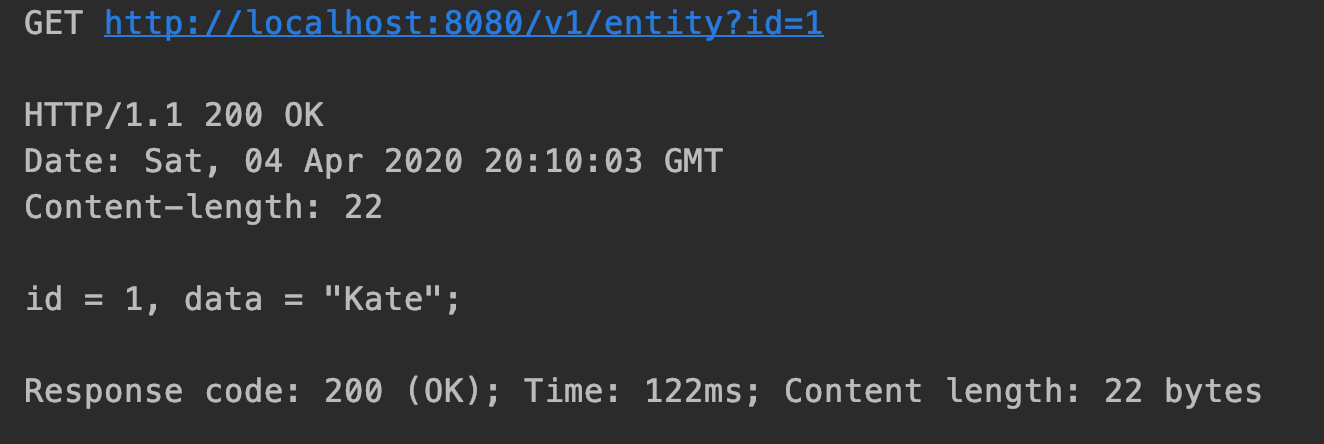 GET http://localhost:8080/v1/entity?id=1
HTTP/1.1 200 OK
Date: Sat, 04 Apr 2020 20:10:03 GMT
Content-length: 22
id = 1, data = "Kate";
Response code: 200 (OK); Time: 122ms; Content length: 22 bytes